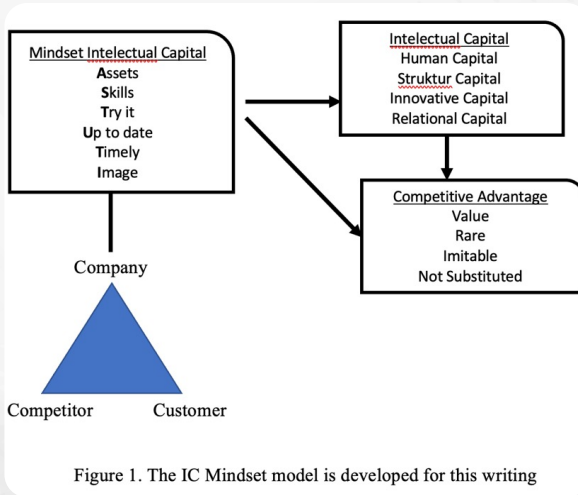 Mindset Intelectual Capital
Assets
Skills
Try it
Up to date
Timely
Image
Intelectual Capital
Human Capital
Struktur Capital
Innovative Capital
Relational Capital
Competitive Advantage
Value
Rare
Imitable
Not Substituted
Company
Competitor
Customer
Figure 1. The IC Mindset model is developed for this writing